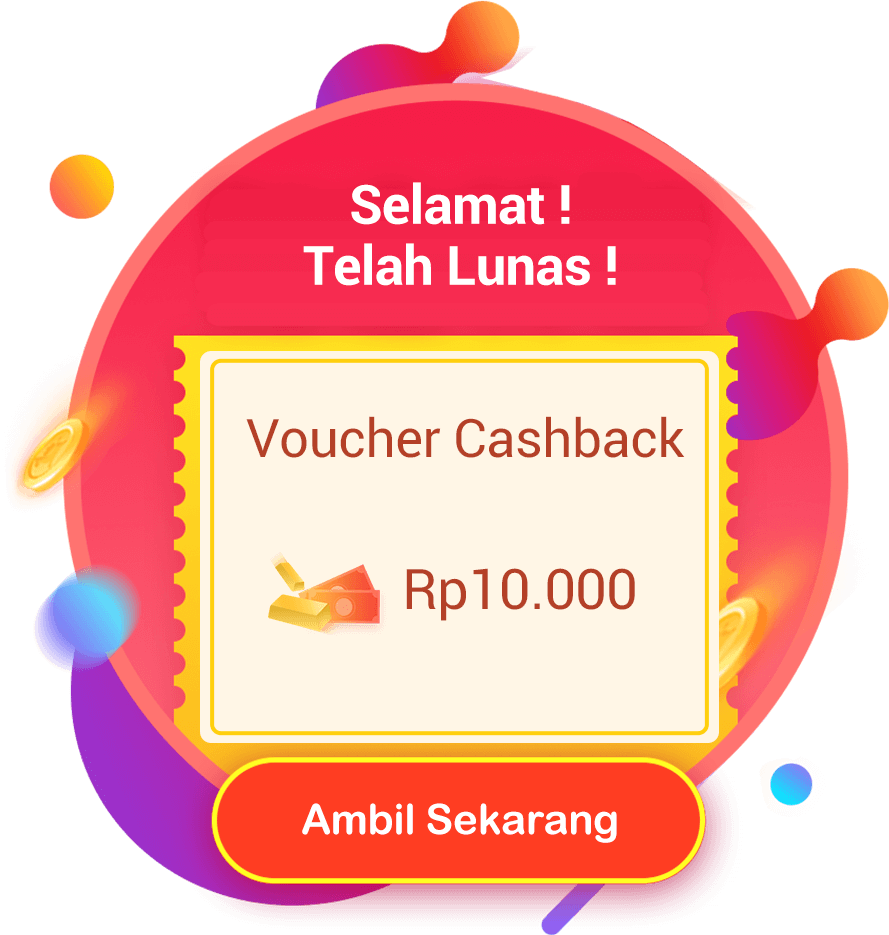 Selamat !
Telah Lunas !
Voucher Cashback
Rp10.000
Ambil Sekarang